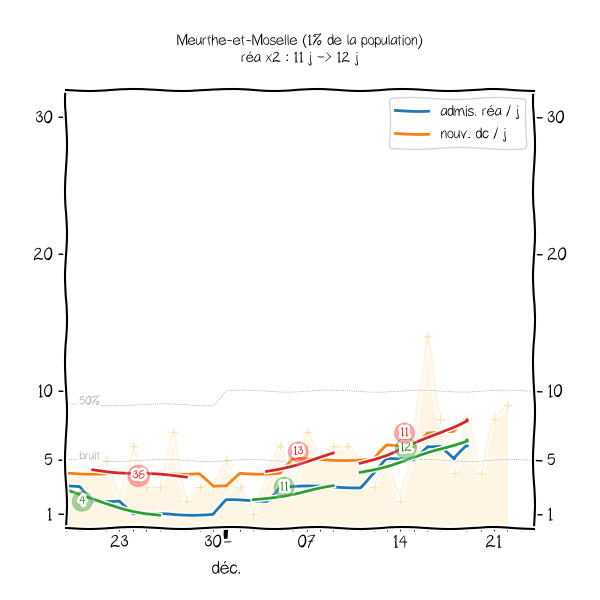 Meurthe-et-Moselle (1% de la population)
réa x2 : 11 j -> 12 j
admis. réa / j
nouv. dc / j
30 30
20 20
10 10
50%
5 5
bruit
1 1
36
13
11
12
11
4
23 30 07 14 21
déc.